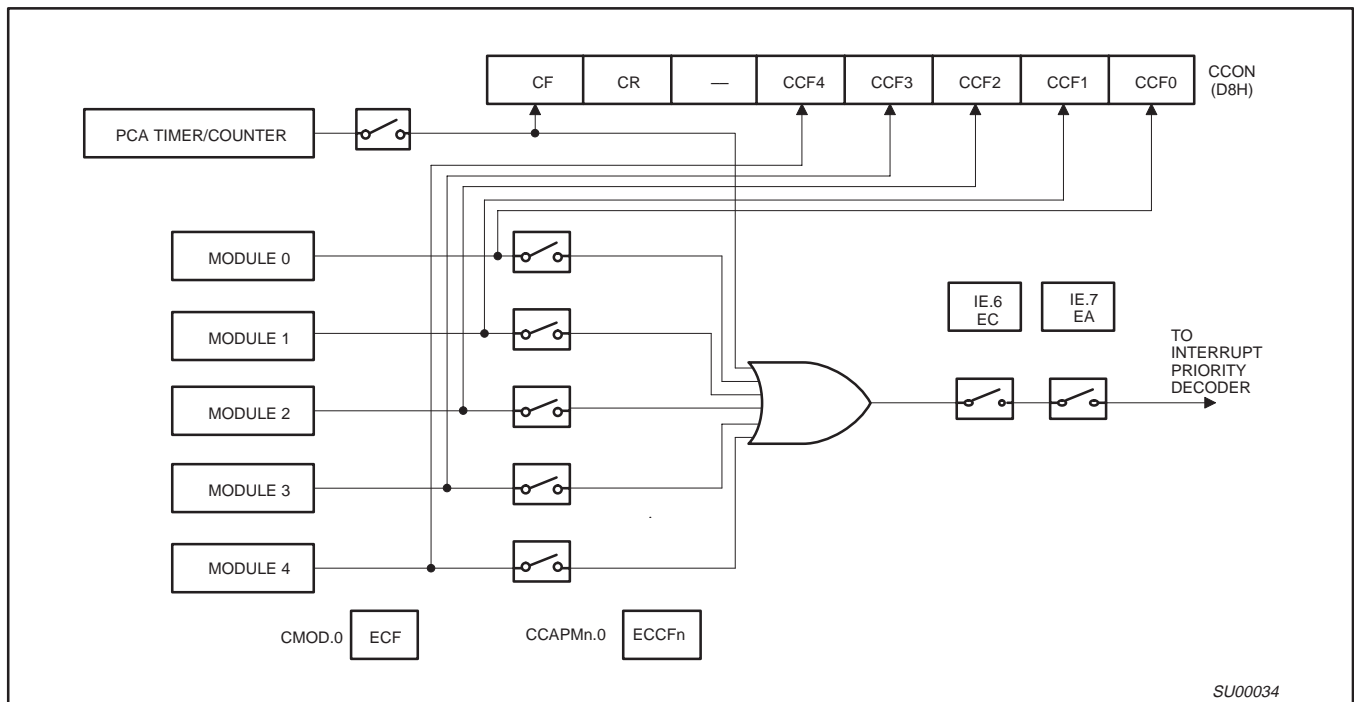 CF CR — CCF4 CCF3 CCF2 CCF1 CCF0
CCON
(D8H)
PCA TIMER/COUNTER
MODULE 0
MODULE 1
MODULE 2
MODULE 3
MODULE 4
IE.6
EC
IE.7
EA
TO
INTERRUPT
PRIORITY
DECODER
CMOD.0 ECF
CCAPMn.0 ECCFn
SU00034